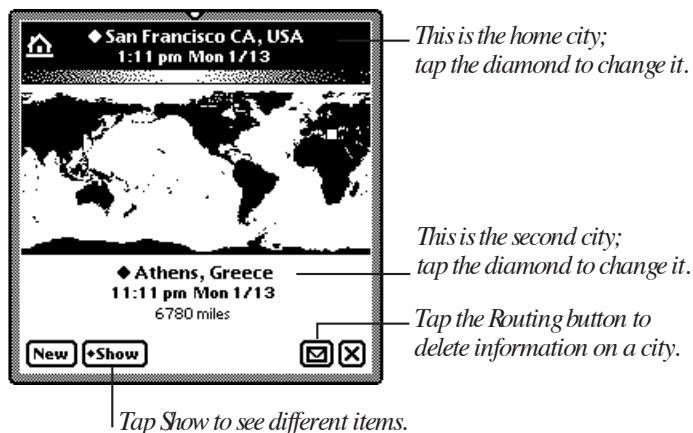 ◆ San Francisco CA, USA
1:11 pm Mon 1/13
This is the home city;
tap the diamond to change it.
◆ Athens, Greece
11:11 pm Mon 1/13
6780 miles
This is the second city;
tap the diamond to change it.
Tap the Routing button to
delete information on a city.
New ◆Show
Tap Show to see different items.